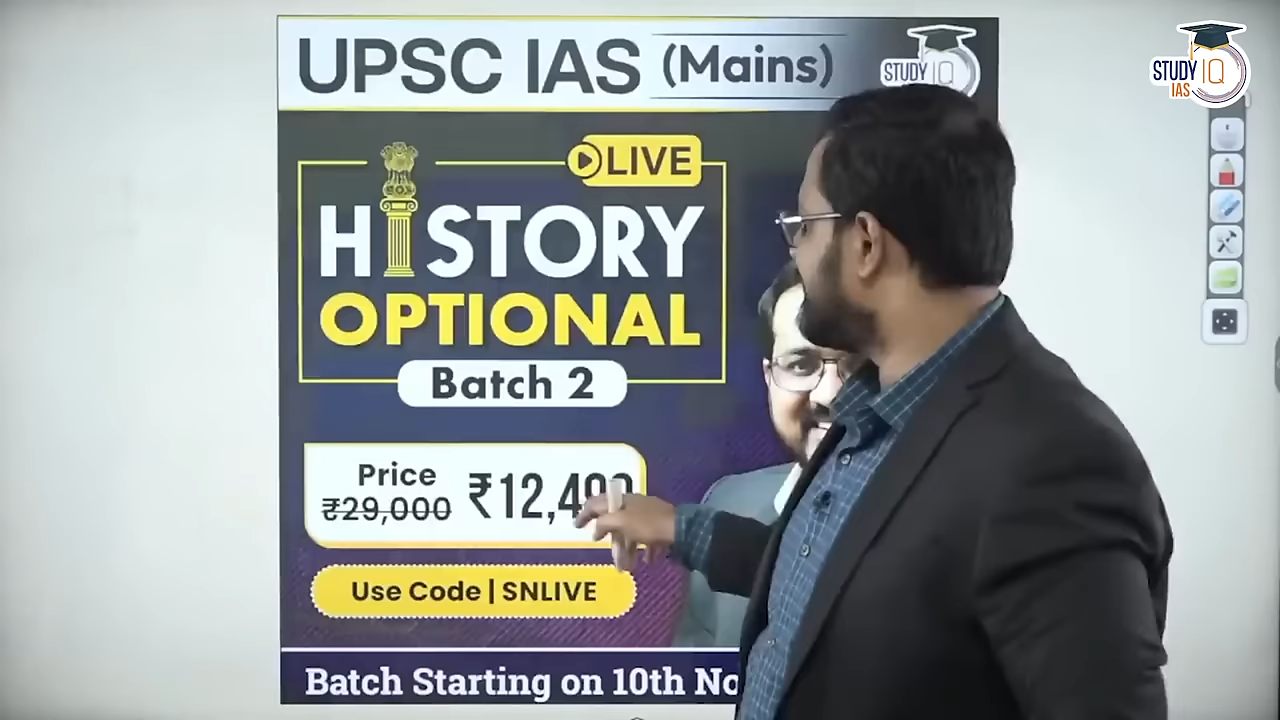 UPSC IAS (Mains)
STUDY IQ
STUDY IQ
IAS
LIVE
HISTORY
OPTIONAL
Batch 2
Price
₹29,000
Use Code | SNLIVE
Batch Starting on 10th